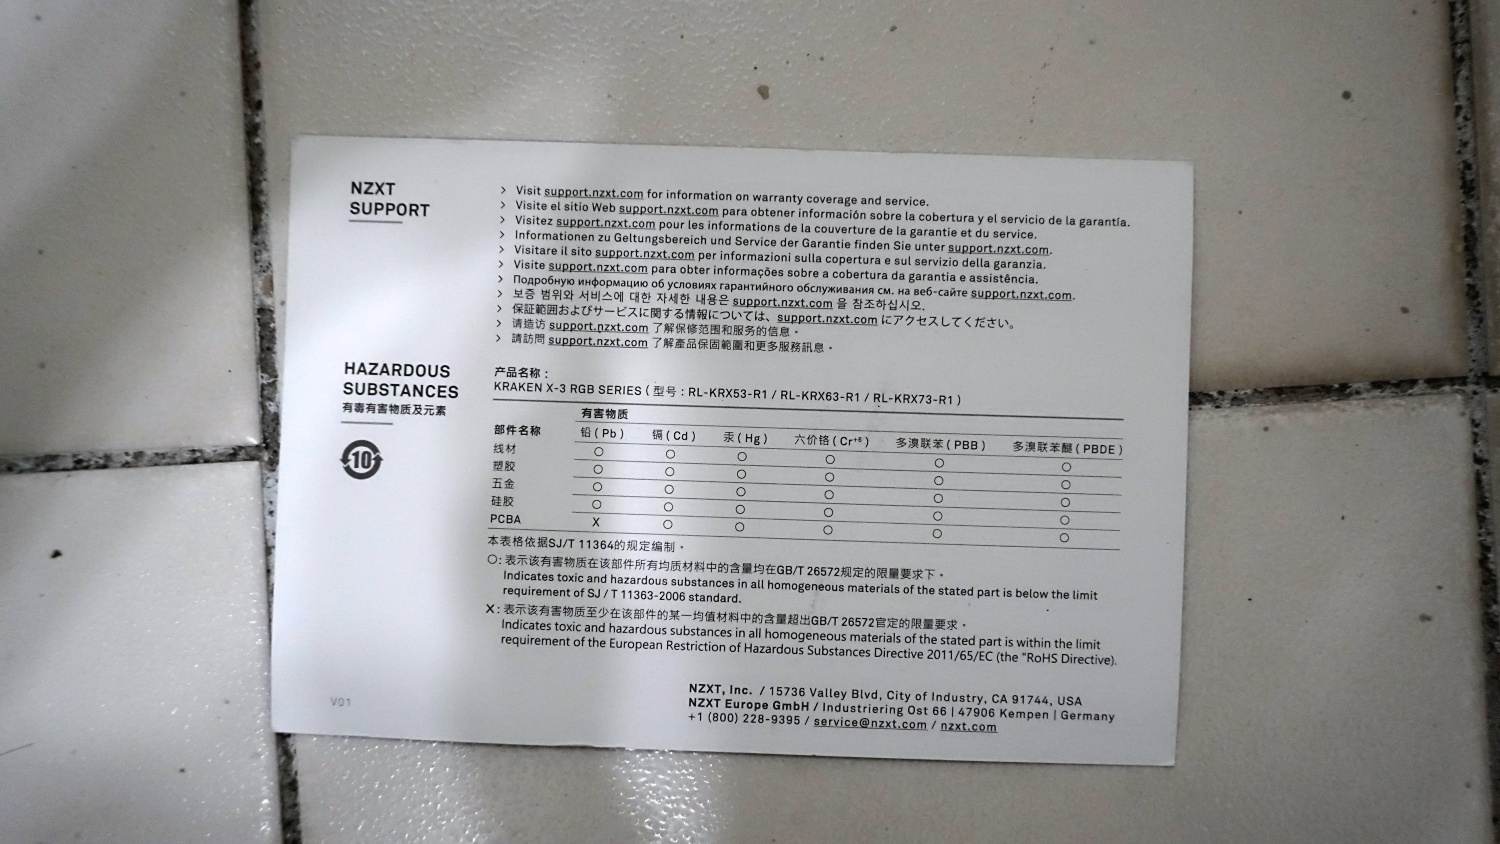 NZXT
SUPPORT
> Visit support.nzxt.com for information on warranty coverage and service.
> Visite el sitio Web support.nzxt.com para obtener información sobre la cobertura y el servicio de la garantía.
> Visitez support.nzxt.com pour les informations de la couverture de la garantie et du service.
> Informationen zu Geltungsbereich und Service der Garantie finden Sie unter support.nzxt.com.
> Visitare il sito support.nzxt.com per informazioni sulla copertura e sul servizio della garanzia.
> Visite support.nzxt.com para obter informações sobre a cobertura da garantia e assistência.
> Подробную информацию об условиях гарантийного обслуживания см. на веб-сайте support.nzxt.com.
> 보증 범위와 서비스에 대한 자세한 내용은 support.nzxt.com 을 참조하십시오.
> 保証範囲およびサービスに関する情報については、support.nzxt.com にアクセスしてください。
> 请造访 support.nzxt.com 了解保修范围和服务的信息。
> 請訪問 support.nzxt.com 了解產品保固範圍和更多服務訊息。
HAZARDOUS
SUBSTANCES
有毒有害物质及元素
10
产品名称：
KRAKEN X-3 RGB SERIES ( 型号 : RL-KRX53-R1 / RL-KRX63-R1 / RL-KRX73-R1 )
有害物质
部件名称 铅 ( Pb ) 镉 ( Cd ) 汞 ( Hg ) 六价铬 ( Cr+6 ) 多溴联苯 ( PBB ) 多溴联苯醚 ( PBDE )
线材 ○ ○ ○ ○ ○ ○
塑胶 ○ ○ ○ ○ ○ ○
五金 ○ ○ ○ ○ ○ ○
硅胶 ○ ○ ○ ○ ○ ○
PCBA X ○ ○ ○ ○ ○
本表格依据SJ/T 11364的规定编制。
○: 表示该有害物质在该部件所有均质材料中的含量均在GB/T 26572规定的限量要求下。
Indicates toxic and hazardous substances in all homogeneous materials of the stated part is below the limit
requirement of SJ / T 11363-2006 standard.
X: 表示该有害物质至少在该部件的某一均值材料中的含量超出GB/T 26572官定的限量要求。
Indicates toxic and hazardous substances in all homogeneous materials of the stated part is within the limit
requirement of the European Restriction of Hazardous Substances Directive 2011/65/EC (the "RoHS Directive).
V01
NZXT, Inc. / 15736 Valley Blvd, City of Industry, CA 91744, USA
NZXT Europe GmbH / Industriering Ost 66 | 47906 Kempen | Germany
+1 (800) 228-9395 / service@nzxt.com / nzxt.com